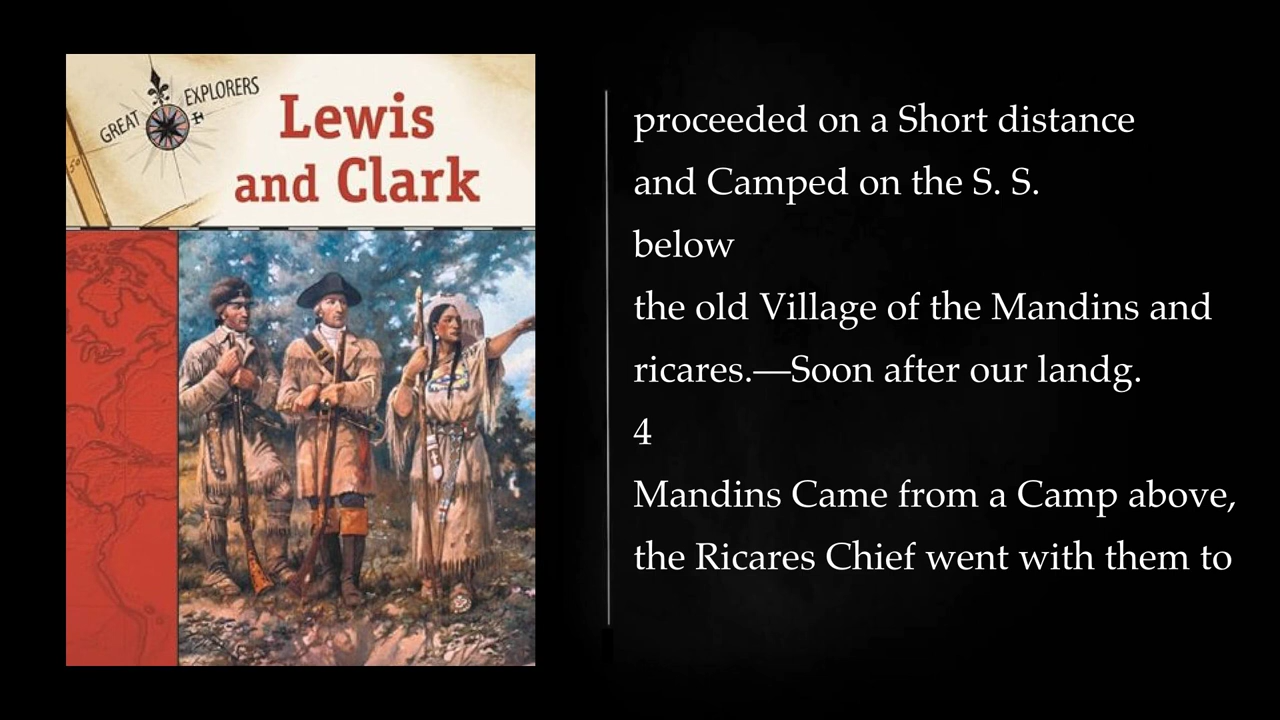 GREAT EXPLORERS
Lewis
and Clark
50
proceeded on a Short distance
and Camped on the S. S.
below
the old Village of the Mandins and
ricares.—Soon after our landg.
4
Mandins Came from a Camp above,
the Ricares Chief went with them to